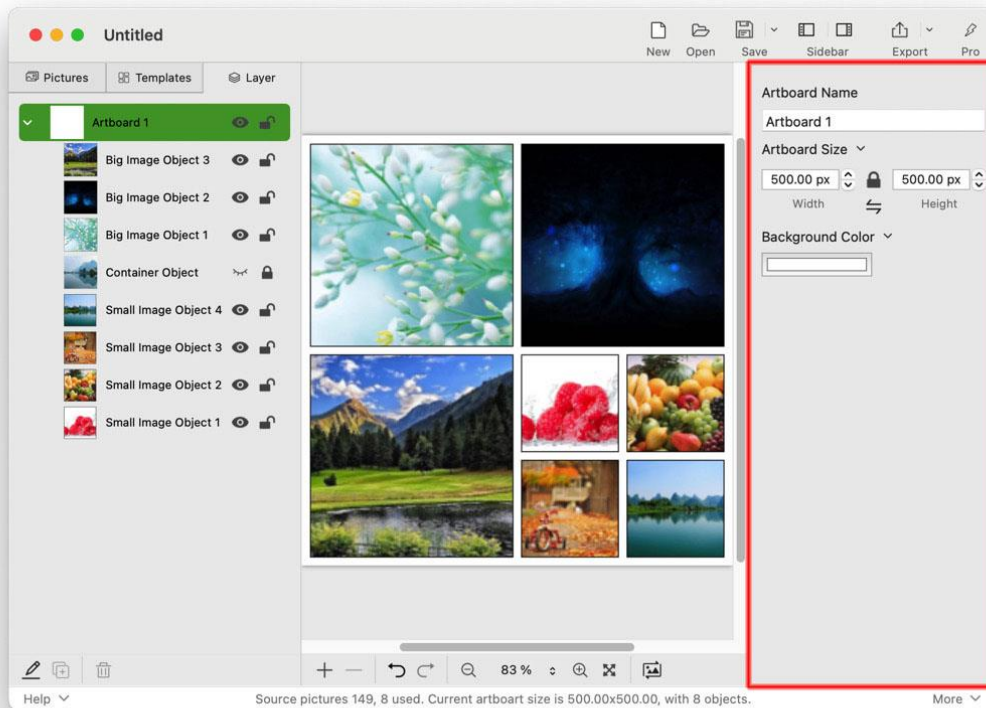 Untitled
New Open Save Sidebar Export Pro
Pictures Templates Layer
Artboard 1
Big Image Object 3
Big Image Object 2
Big Image Object 1
Container Object
Small Image Object 4
Small Image Object 3
Small Image Object 2
Small Image Object 1
Artboard Name
Artboard 1
Artboard Size
500.00 px 500.00 px
Width Height
Background Color
83 %
Help Source pictures 149, 8 used. Current artboart size is 500.00x500.00, with 8 objects. More